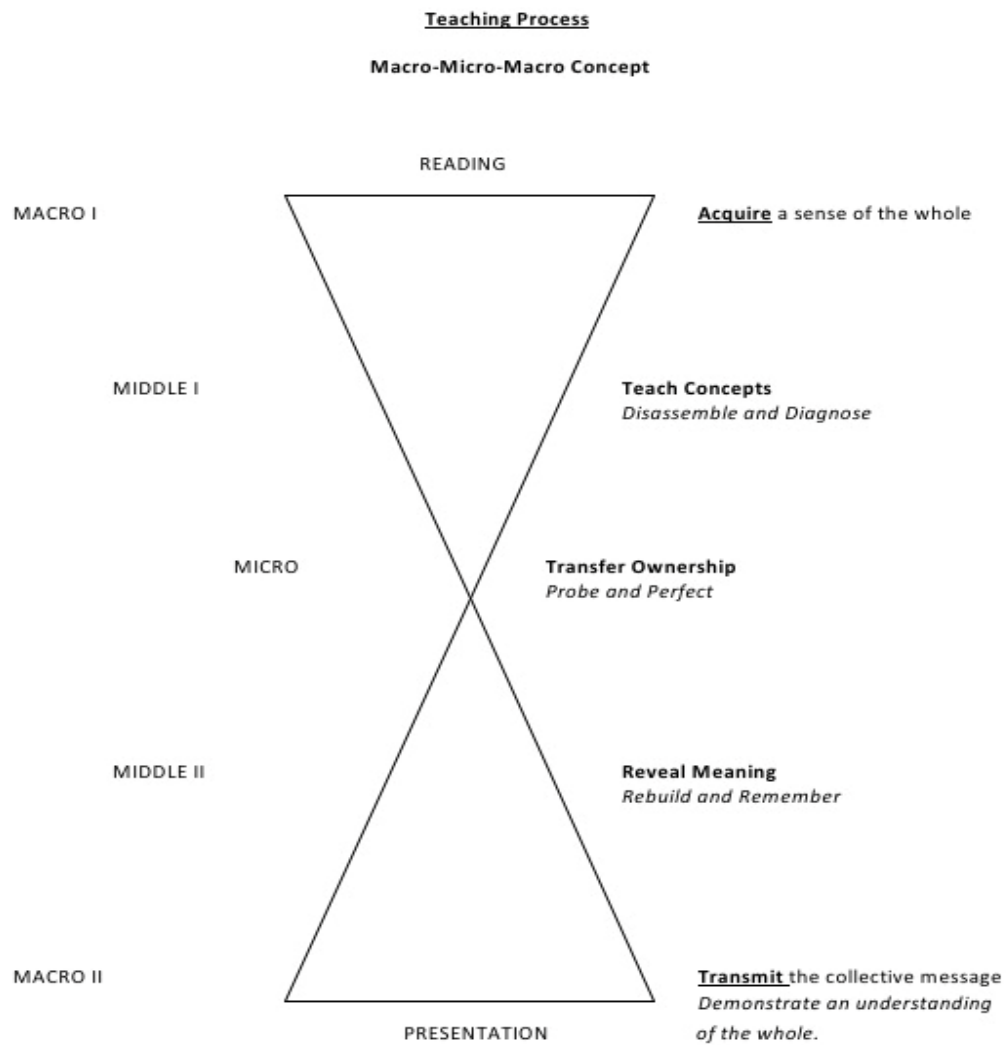 Teaching Process
Macro-Micro-Macro Concept
READING
MACRO I
Acquire a sense of the whole
MIDDLE I
Teach Concepts
Disassemble and Diagnose
MICRO
Transfer Ownership
Probe and Perfect
MIDDLE II
Reveal Meaning
Rebuild and Remember
MACRO II
Transmit the collective message
Demonstrate an understanding
of the whole.
PRESENTATION